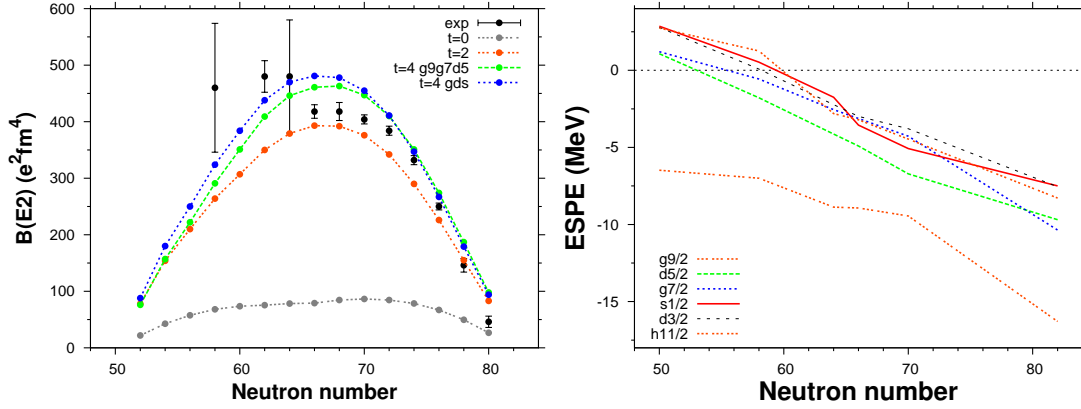 600
500
400
300
200
100
0
B(E2) (e²fm⁴)
50
60
70
80
Neutron number
exp
t=0
t=2
t=4 g9g7d5
t=4 gds
5
0
-5
-10
-15
ESPE (MeV)
50
60
70
80
Neutron number
g9/2
d5/2
g7/2
s1/2
d3/2
h11/2